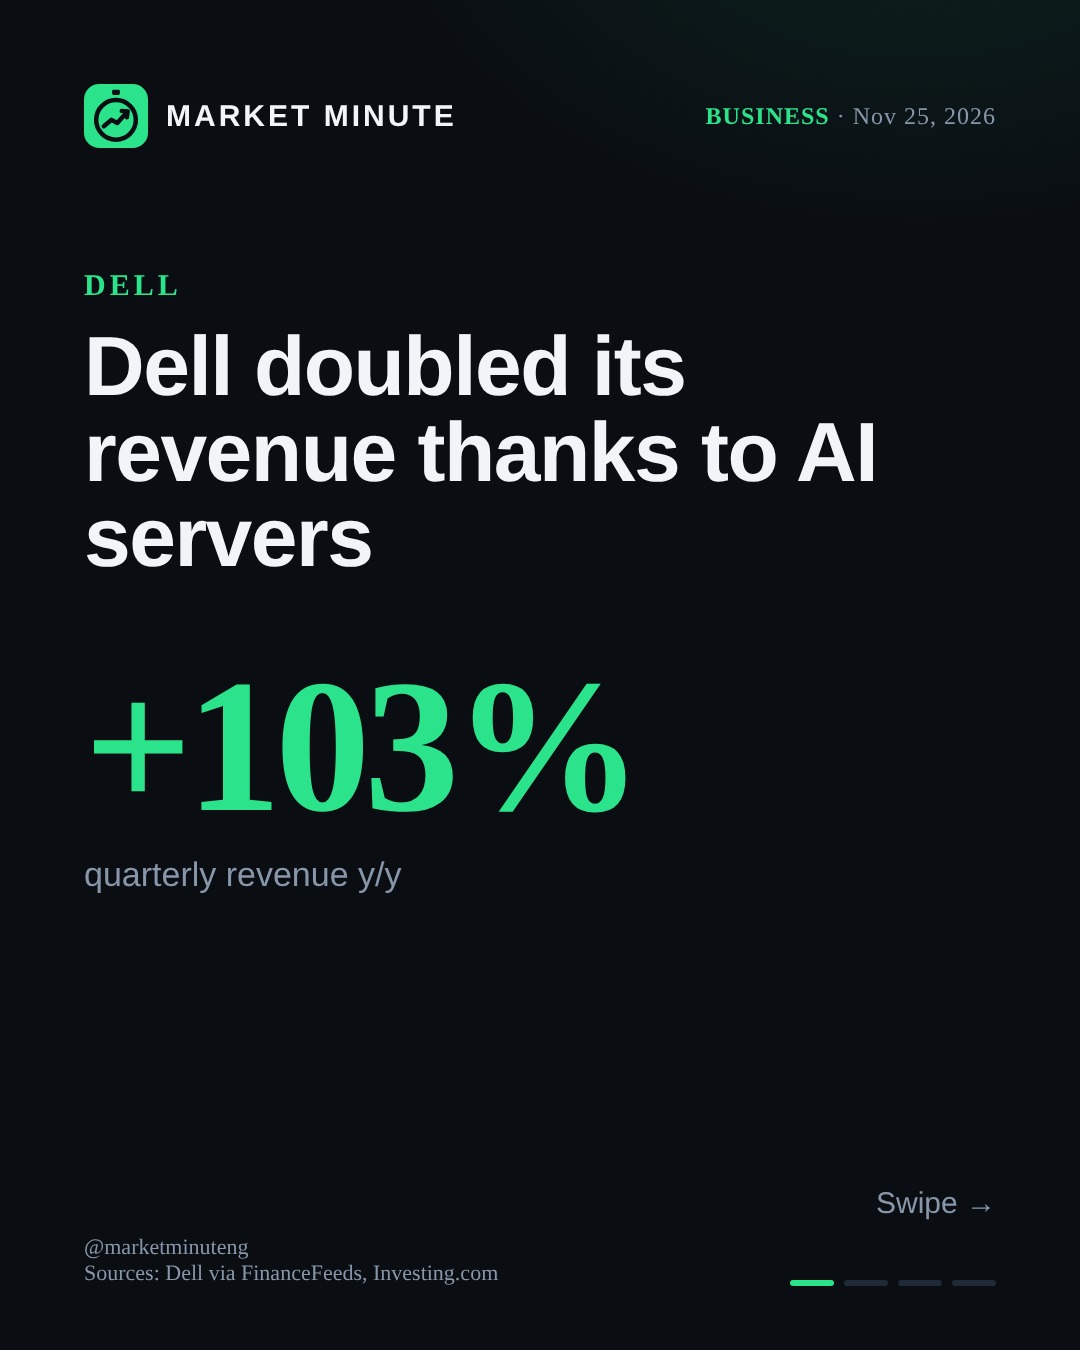 MARKET MINUTE
BUSINESS · Nov 25, 2026
DELL
Dell doubled its
revenue thanks to AI
servers
+103%
quarterly revenue y/y
Swipe →
@marketminuteng
Sources: Dell via FinanceFeeds, Investing.com